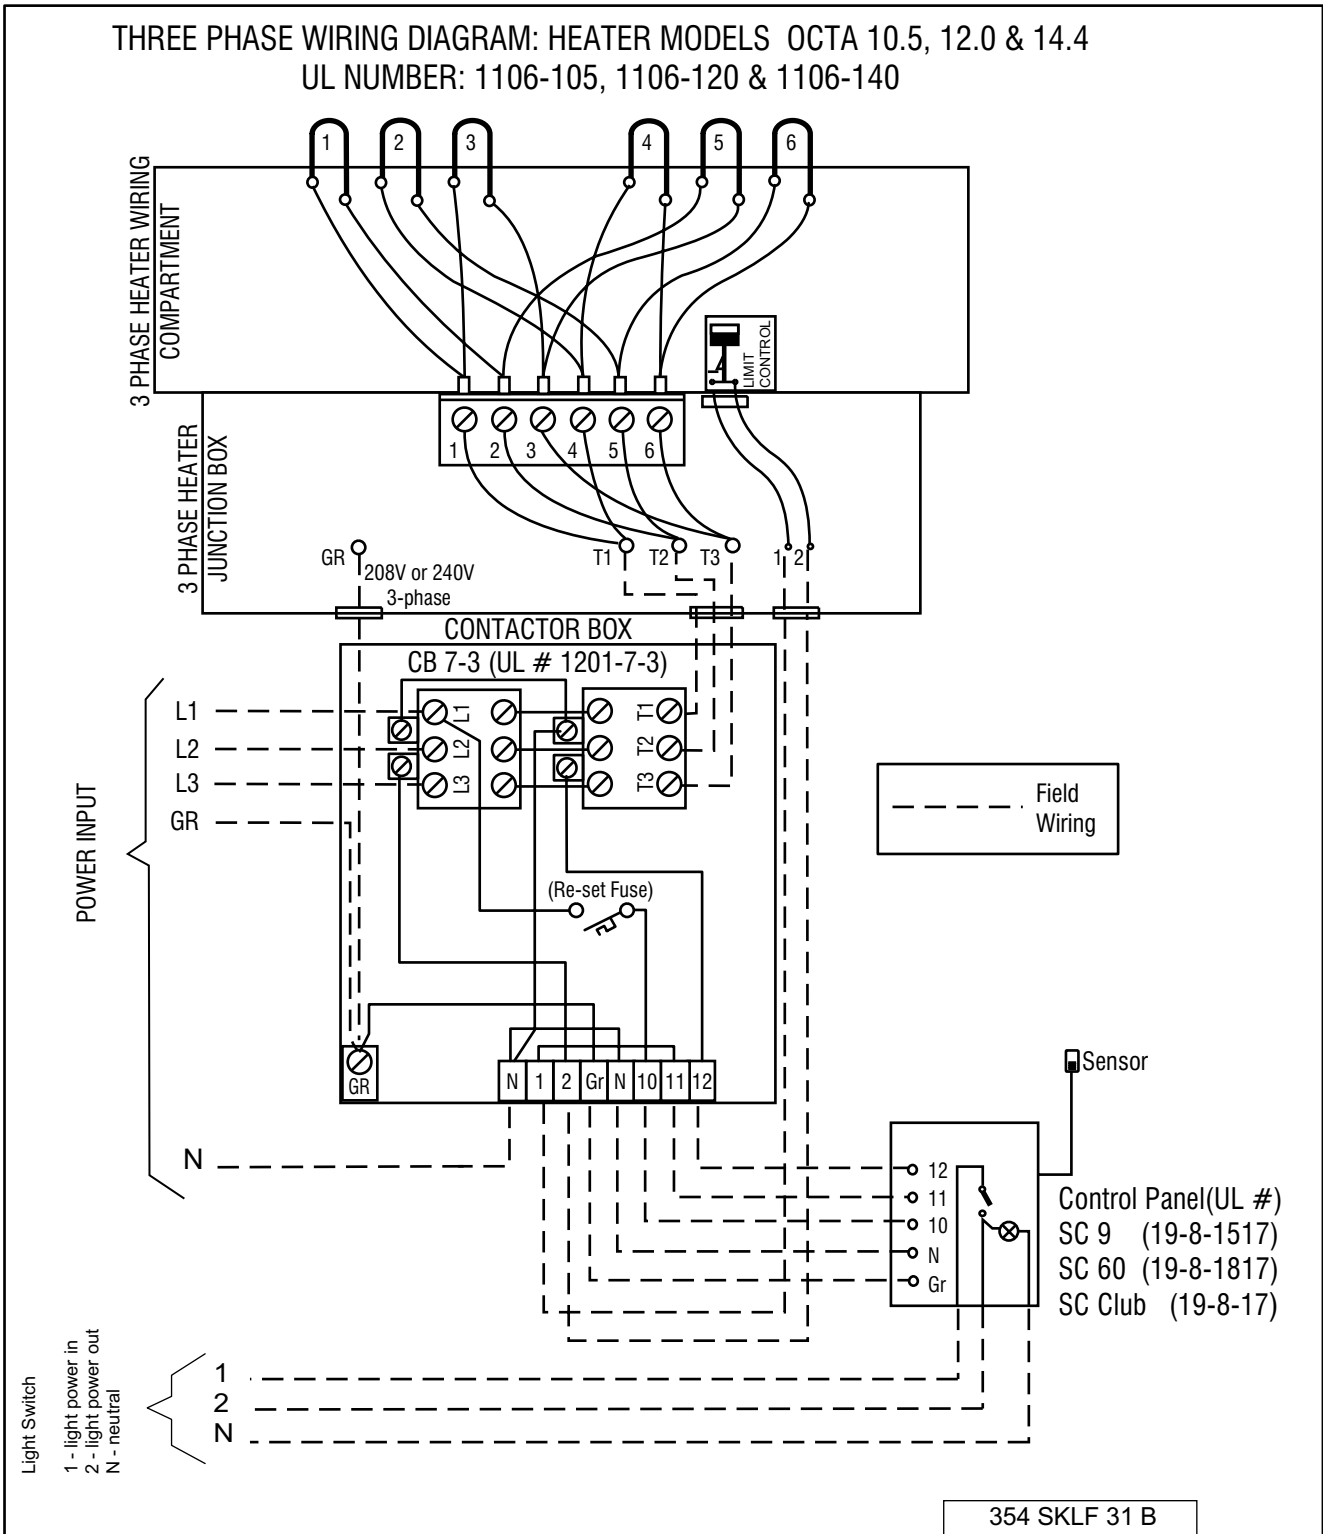 THREE PHASE WIRING DIAGRAM: HEATER MODELS OCTA 10.5, 12.0 & 14.4
UL NUMBER: 1106-105, 1106-120 & 1106-140
1 2 3 4 5 6
3 PHASE HEATER WIRING
COMPARTMENT
LIMIT
CONTROL
3 PHASE HEATER
JUNCTION BOX
1 2 3 4 5 6
GR
208V or 240V
3-phase
T1 T2 T3 1 2
CONTACTOR BOX
CB 7-3 (UL # 1201-7-3)
POWER INPUT
L1
L2
L3
GR
L1
L2
L3
T1
T2
T3
Field
Wiring
(Re-set Fuse)
GR
N 1 2 Gr N 10 11 12
N
Sensor
12
11
10
N
Gr
Control Panel(UL #)
SC 9 (19-8-1517)
SC 60 (19-8-1817)
SC Club (19-8-17)
Light Switch
1 - light power in
2 - light power out
N - neutral
1
2
N
354 SKLF 31 B